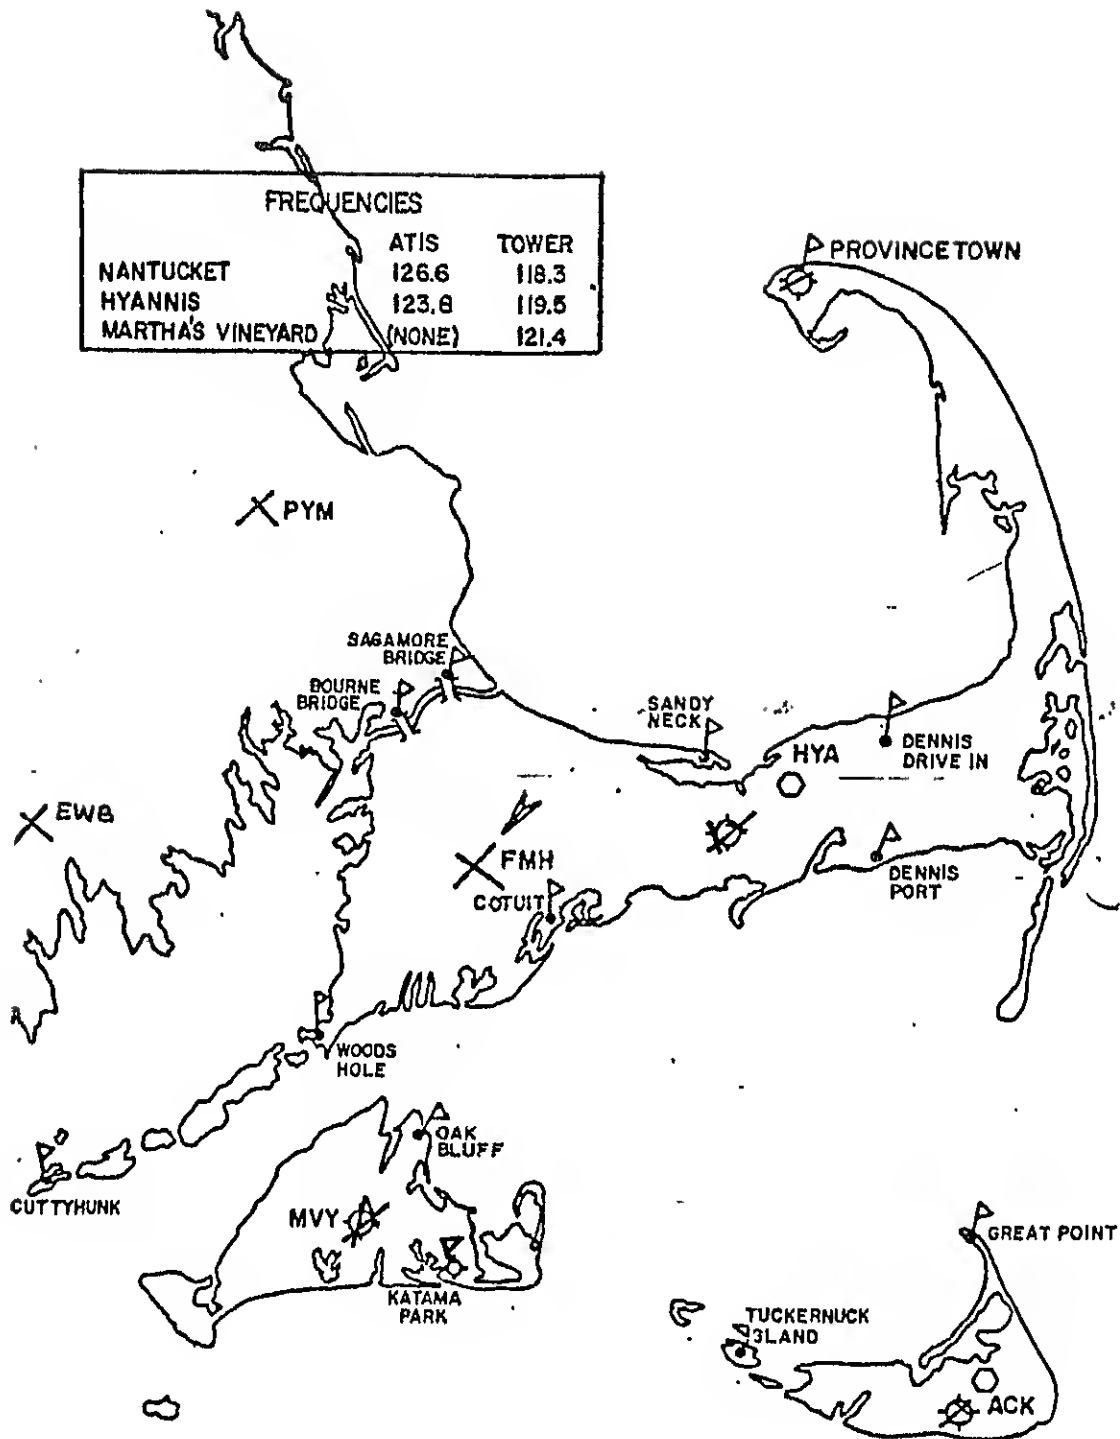 FREQUENCIES
ATIS TOWER
NANTUCKET 126.6 118.3
HYANNIS 123.8 119.5
MARTHA'S VINEYARD (NONE) 121.4
PROVINCETOWN
PYM
SAGAMORE
BRIDGE
BOURNE
BRIDGE
SANDY
NECK
HYA
DENNIS
DRIVE IN
EWB
FMH
COTUIT
DENNIS
PORT
WOODS
HOLE
OAK
BLUFF
CUTTYHUNK
MVY
KATAMA
PARK
GREAT POINT
TUCKERNUCK
ISLAND
ACK